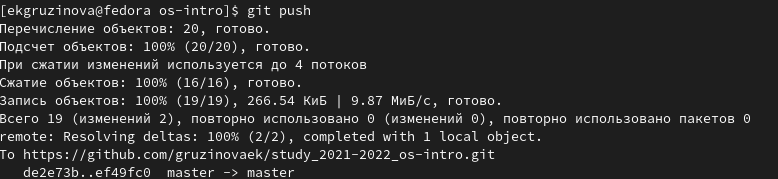 [ekgruzinova@fedora os-intro]$ git push
Перечисление объектов: 20, готово.
Подсчет объектов: 100% (20/20), готово.
При сжатии изменений используется до 4 потоков
Сжатие объектов: 100% (16/16), готово.
Запись объектов: 100% (19/19), 266.54 КиБ | 9.87 МиБ/с, готово.
Всего 19 (изменений 2), повторно использовано 0 (изменений 0), повторно использовано пакетов 0
remote: Resolving deltas: 100% (2/2), completed with 1 local object.
To https://github.com/gruzinovaek/study_2021-2022_os-intro.git
   de2e73b..ef49fc0  master -> master